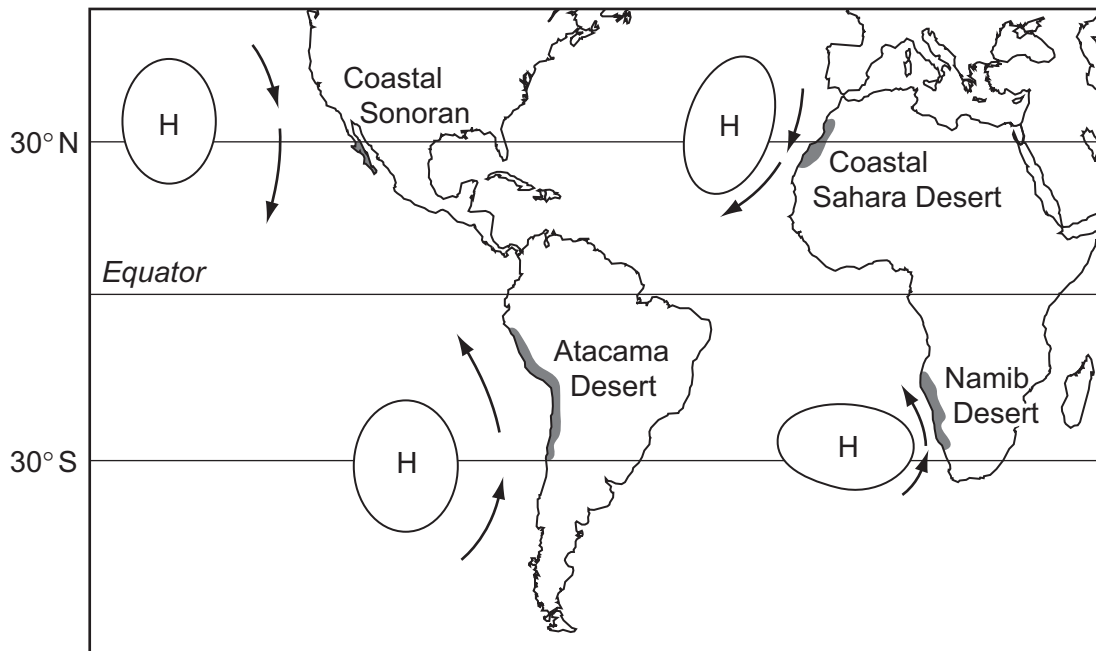 H
Coastal
Sonoran
H
30° N
Coastal
Sahara Desert
Equator
Atacama
Desert
Namib
Desert
H
H
30° S